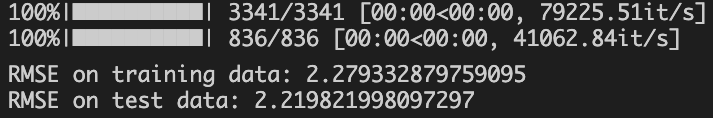 100%|██████████| 3341/3341 [00:00<00:00, 79225.51it/s]
100%|██████████| 836/836 [00:00<00:00, 41062.84it/s]
RMSE on training data: 2.279332879759095
RMSE on test data: 2.219821998097297